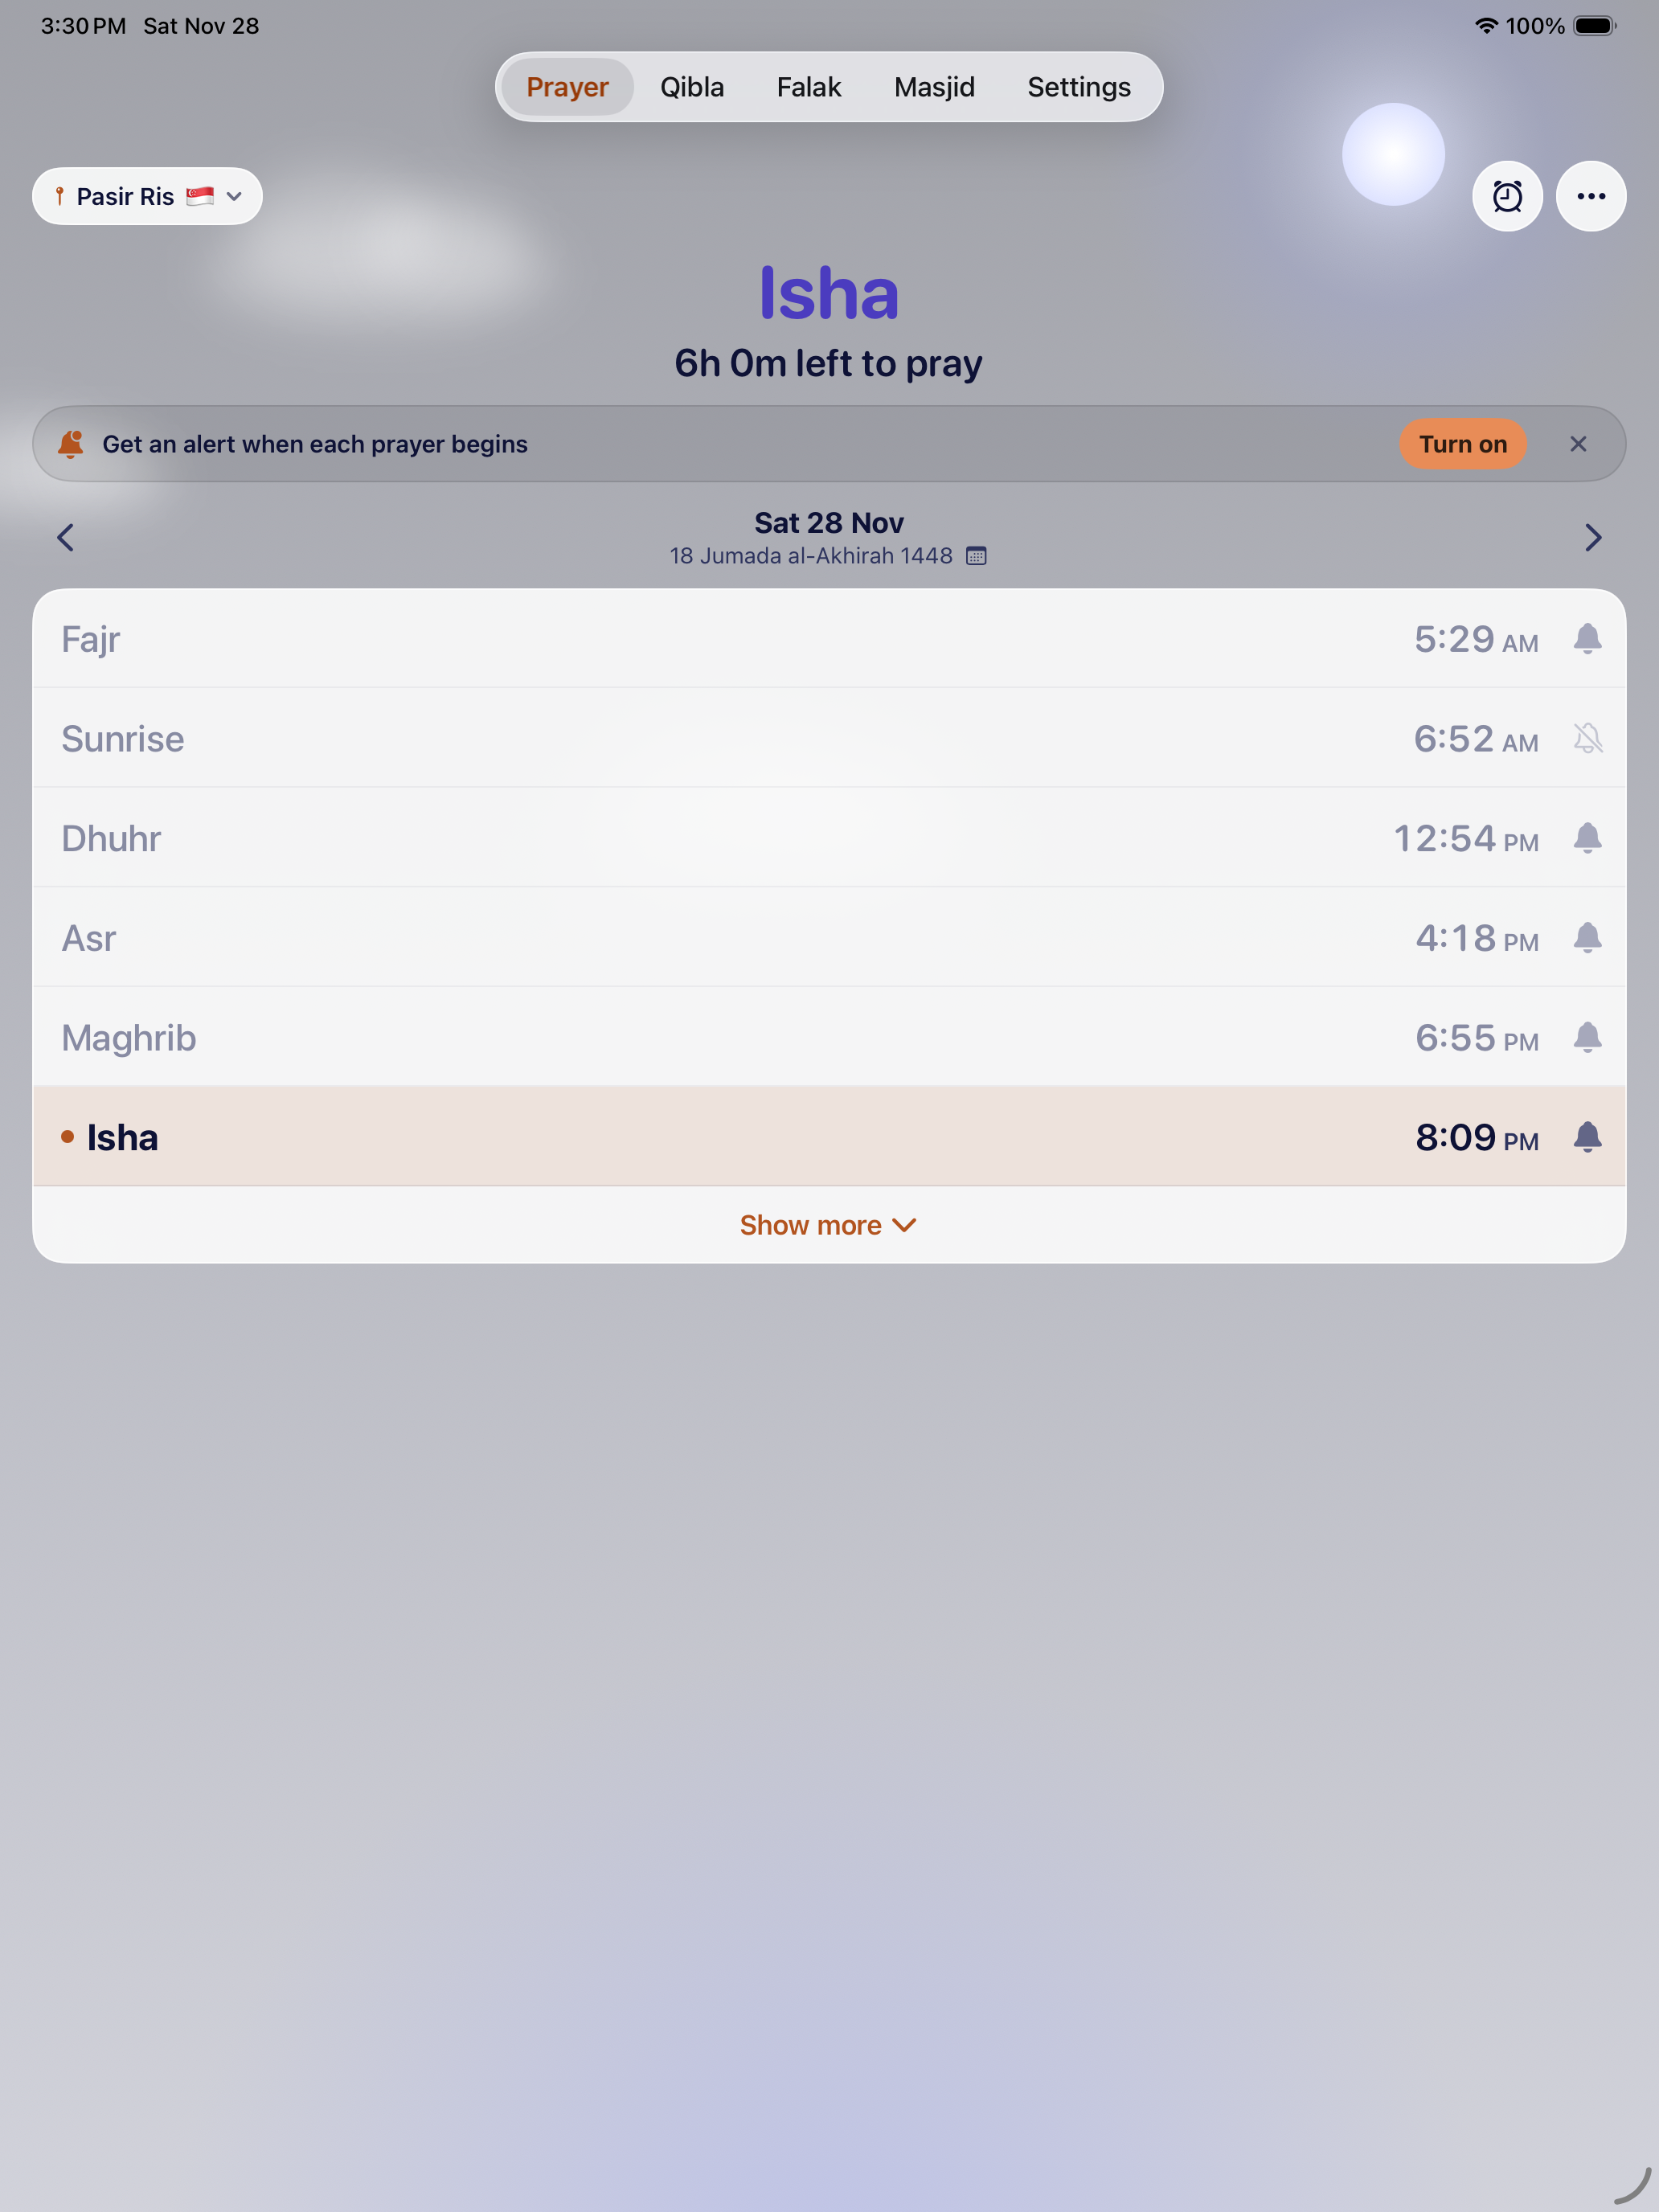 3:30 PM Sat Nov 28 100%
Prayer Qibla Falak Masjid Settings
Pasir Ris
Isha
6h 0m left to pray
Get an alert when each prayer begins Turn on
Sat 28 Nov
18 Jumada al-Akhirah 1448
Fajr 5:29 AM
Sunrise 6:52 AM
Dhuhr 12:54 PM
Asr 4:18 PM
Maghrib 6:55 PM
Isha 8:09 PM
Show more